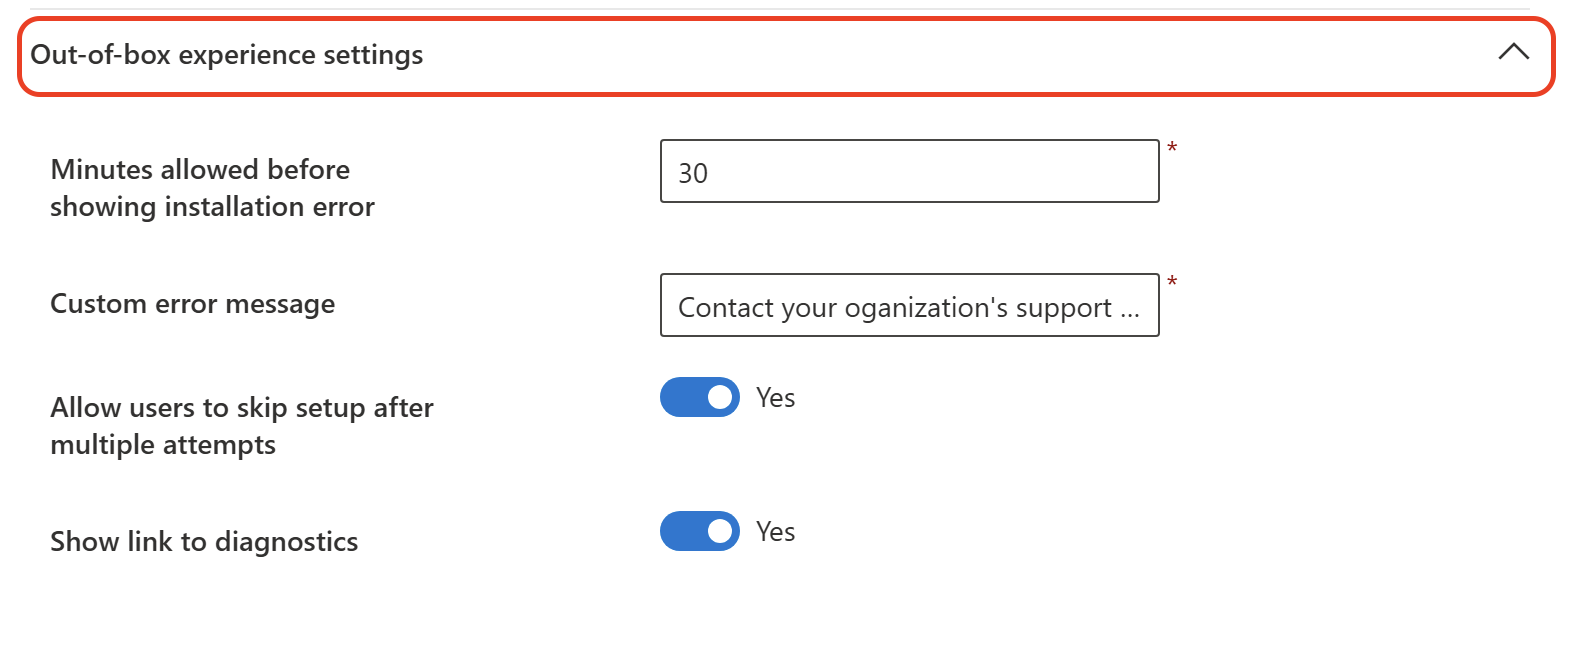 Out-of-box experience settings
Minutes allowed before
showing installation error
30
*
Custom error message
Contact your oganization's support ...
*
Allow users to skip setup after
multiple attempts
Yes
Show link to diagnostics
Yes